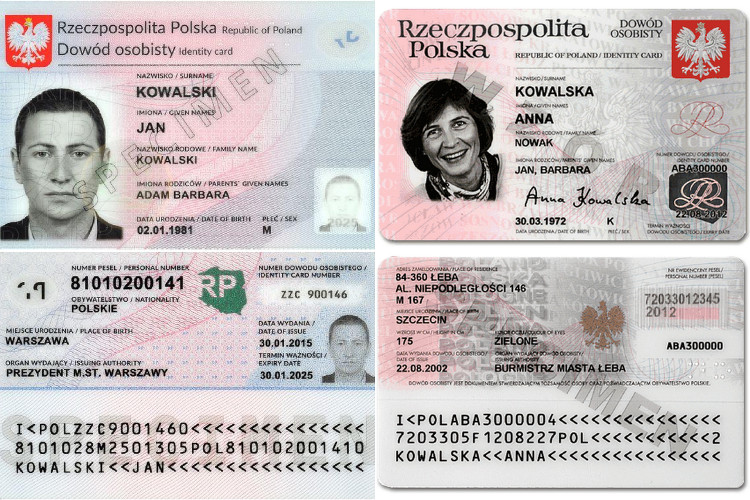 Rzeczpospolita Polska Republic of Poland
Dowód osobisty Identity card
NAZWISKO / SURNAME
KOWALSKI
IMIONA / GIVEN NAMES
JAN
NAZWISKO RODOWE / FAMILY NAME
KOWALSKI
IMIONA RODZICÓW / PARENTS' GIVEN NAMES
ADAM BARBARA
DATA URODZENIA / DATE OF BIRTH PŁEĆ / SEX
02.01.1981 M
2025
SPECIMEN
Rzeczpospolita
Polska
DOWÓD
OSOBISTY
REPUBLIC OF POLAND / IDENTITY CARD
NAZWISKO / SURNAME
KOWALSKA
IMIONA / GIVEN NAMES
ANNA
NAZWISKO RODOWE / FAMILY NAME
NOWAK
IMIONA RODZICÓW / PARENTS' GIVEN NAMES
JAN, BARBARA
NUMER DOWODU OSOBISTEGO /
IDENTITY CARD NUMBER
ABA300000
Anna Kowalska
30.03.1972 K
DATA URODZENIA / DATE OF BIRTH PŁEĆ / SEX
22.08.2012
TERMIN WAŻNOŚCI /
EXPIRY DATE
NUMER PESEL / PERSONAL NUMBER
81010200141
OBYWATELSTWO / NATIONALITY
POLSKIE
RP
NUMER DOWODU OSOBISTEGO /
IDENTITY CARD NUMBER
ZZC 900146
MIEJSCE URODZENIA / PLACE OF BIRTH
WARSZAWA
ORGAN WYDAJĄCY / ISSUING AUTHORITY
PREZYDENT M.ST. WARSZAWY
DATA WYDANIA /
DATE OF ISSUE
30.01.2015
TERMIN WAŻNOŚCI /
EXPIRY DATE
30.01.2025
SPECIMEN
I<POLZZC9001460<<<<<<<<<<<<<<<
8101028M2501305POL810102001410
KOWALSKI<<JAN<<<<<<<<<<<<<<<<<
ADRES ZAMELDOWANIA / PLACE OF RESIDENCE
84-360 ŁEBA
AL. NIEPODLEGŁOŚCI 146
M 167
MIEJSCE URODZENIA / PLACE OF BIRTH
SZCZECIN
WZROST W CM / HEIGHT IN CM
175
KOLOR OCZU / COLOUR OF EYES
ZIELONE
DATA WYDANIA DOWODU OSOBISTEGO /
DATE OF ISSUE
22.08.2002
ORGAN WYDAJĄCY DOWÓD OSOBISTY /
ISSUING AUTHORITY
BURMISTRZ MIASTA ŁEBA
NR EWIDENCYJNY (PESEL) /
PERSONAL NUMBER
72033012345
2012
ABA300000
DOWÓD OSOBISTY JEST DOKUMENTEM STWIERDZAJĄCYM TOŻSAMOŚĆ OSOBY ORAZ POŚWIADCZAJĄCYM OBYWATELSTWO POLSKIE.
I<POLABA3000004<<<<<<<<<<<<<<<
7203305F1208227POL<<<<<<<<<<<2
KOWALSKA<<ANNA<<<<<<<<<<<<<<<<